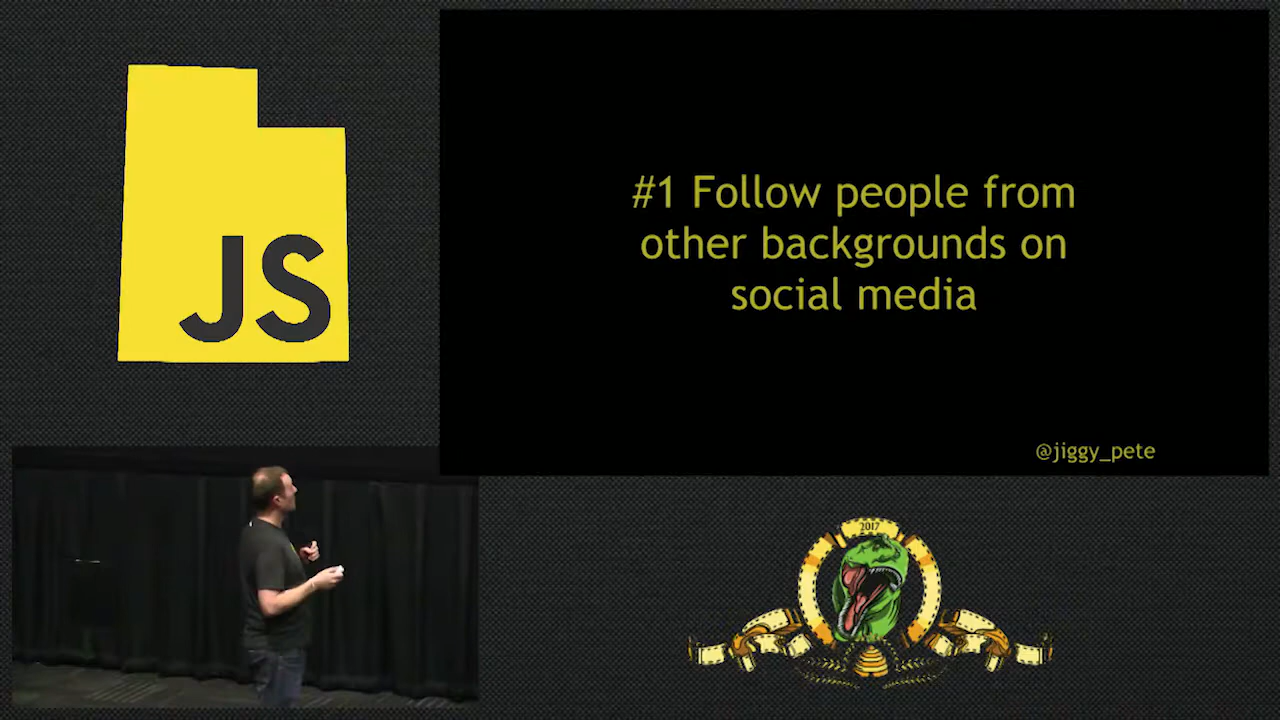 JS
#1 Follow people from
other backgrounds on
social media
@jiggy_pete
2017